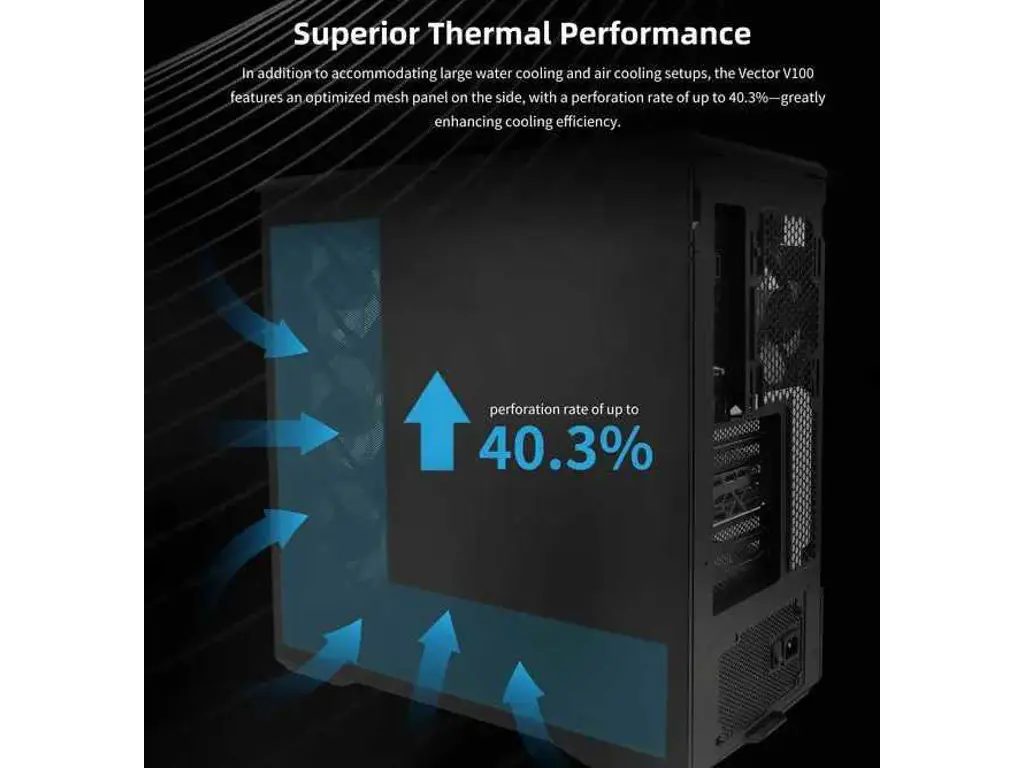 Superior Thermal Performance
In addition to accommodating large water cooling and air cooling setups, the Vector V100
features an optimized mesh panel on the side, with a perforation rate of up to 40.3%—greatly
enhancing cooling efficiency.
perforation rate of up to
40.3%